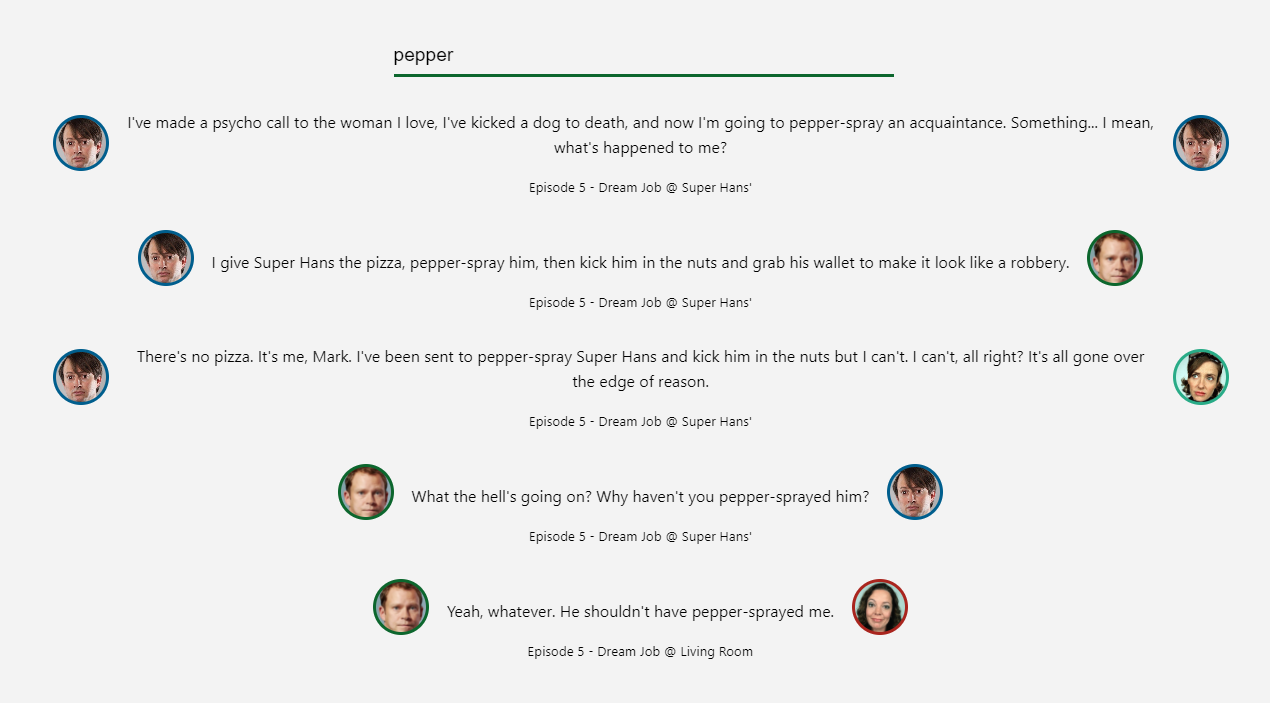 pepper
I've made a psycho call to the woman I love, I've kicked a dog to death, and now I'm going to pepper-spray an acquaintance. Something... I mean,
what's happened to me?
Episode 5 - Dream Job @ Super Hans'
I give Super Hans the pizza, pepper-spray him, then kick him in the nuts and grab his wallet to make it look like a robbery.
Episode 5 - Dream Job @ Super Hans'
There's no pizza. It's me, Mark. I've been sent to pepper-spray Super Hans and kick him in the nuts but I can't. I can't, all right? It's all gone over
the edge of reason.
Episode 5 - Dream Job @ Super Hans'
What the hell's going on? Why haven't you pepper-sprayed him?
Episode 5 - Dream Job @ Super Hans'
Yeah, whatever. He shouldn't have pepper-sprayed me.
Episode 5 - Dream Job @ Living Room